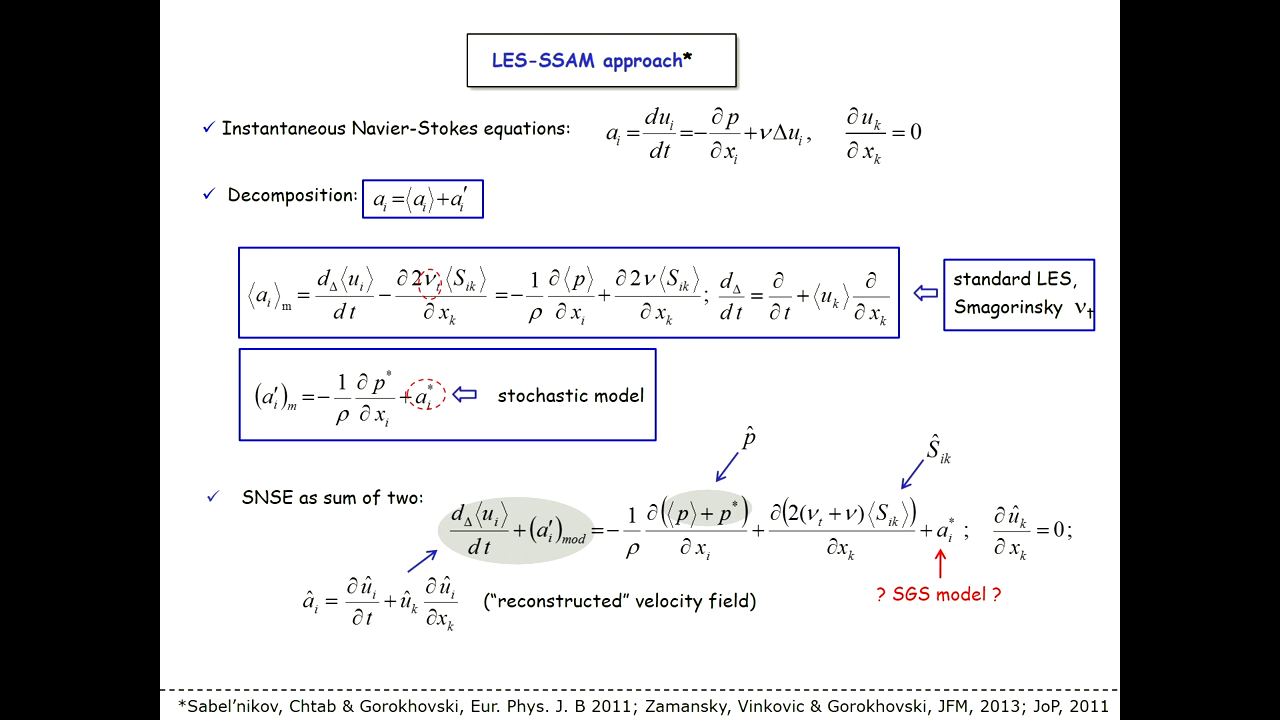 LES-SSAM approach*
✓ Instantaneous Navier-Stokes equations: a_i = du_i/dt = −∂p/∂x_i + νΔu_i, ∂u_k/∂x_k = 0
✓ Decomposition: a_i = ⟨a_i⟩ + a_i′
⟨a_i⟩_m = d_Δ⟨u_i⟩/dt − ∂2ν_t⟨S_ik⟩/∂x_k = −1/ρ ∂⟨p⟩/∂x_i + ∂2ν⟨S_ik⟩/∂x_k ; d_Δ/dt = ∂/∂t + ⟨u_k⟩ ∂/∂x_k
standard LES,
Smagorinsky ν_t
(a_i′)_m = −1/ρ ∂p*/∂x_i + a_i* stochastic model
p̂
Ŝ_ik
✓ SNSE as sum of two: d_Δ⟨u_i⟩/dt + (a_i′)_mod = −1/ρ ∂(⟨p⟩ + p*)/∂x_i + ∂(2(ν_t + ν)⟨S_ik⟩)/∂x_k + a_i* ; ∂û_k/∂x_k = 0;
â_i = ∂û_i/∂t + û_k ∂û_i/∂x_k ("reconstructed" velocity field)
? SGS model ?
*Sabel'nikov, Chtab & Gorokhovski, Eur. Phys. J. B 2011; Zamansky, Vinkovic & Gorokhovski, JFM, 2013; JoP, 2011